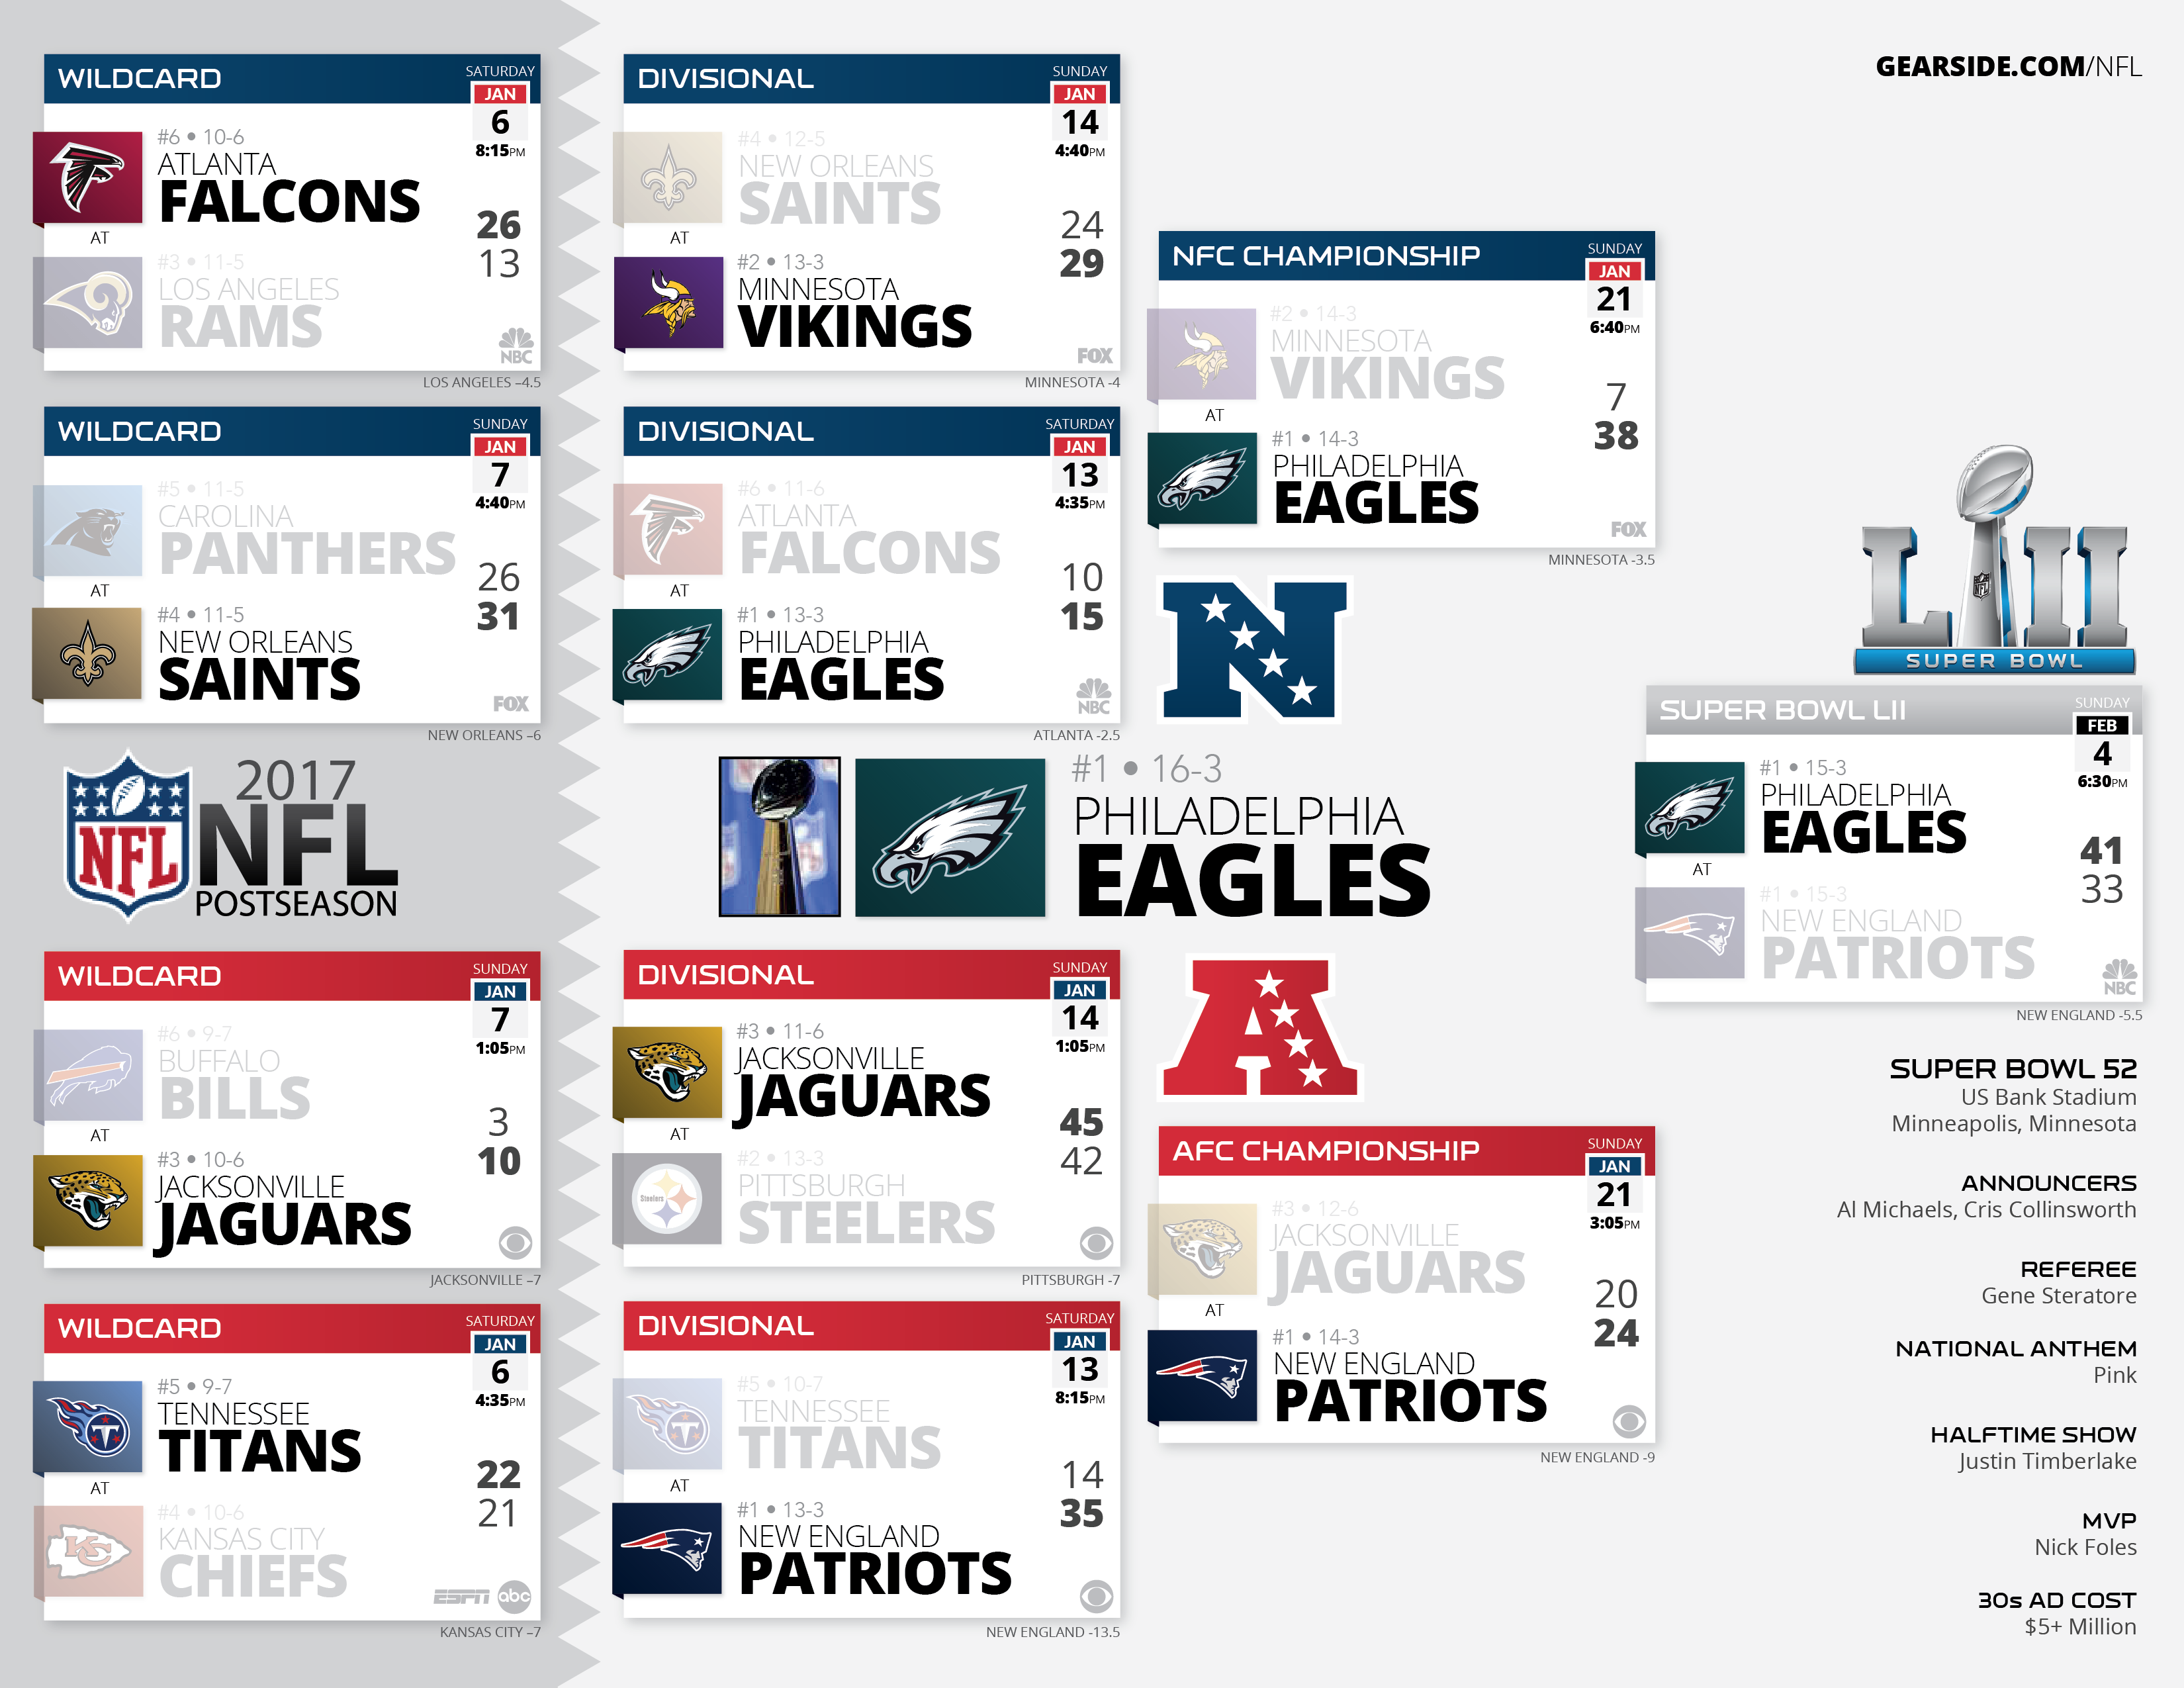 GEARSIDE.COM/NFL
WILDCARD
SATURDAY
JAN
6
8:15PM
#6 • 10-6
ATLANTA
FALCONS
26
AT
#3 • 11-5
LOS ANGELES
RAMS
13
NBC
LOS ANGELES –4.5
WILDCARD
SUNDAY
JAN
7
4:40PM
#5 • 11-5
CAROLINA
PANTHERS
26
AT
#4 • 11-5
NEW ORLEANS
SAINTS
31
FOX
NEW ORLEANS –6
DIVISIONAL
SUNDAY
JAN
14
4:40PM
#4 • 12-5
NEW ORLEANS
SAINTS
24
AT
#2 • 13-3
MINNESOTA
VIKINGS
29
FOX
MINNESOTA -4
DIVISIONAL
SATURDAY
JAN
13
4:35PM
#6 • 11-6
ATLANTA
FALCONS
10
AT
#1 • 13-3
PHILADELPHIA
EAGLES
15
NBC
ATLANTA -2.5
NFC CHAMPIONSHIP
SUNDAY
JAN
21
6:40PM
#2 • 14-3
MINNESOTA
VIKINGS
7
AT
#1 • 14-3
PHILADELPHIA
EAGLES
38
FOX
MINNESOTA -3.5
N
NFL
2017
NFL
POSTSEASON
#1 • 16-3
PHILADELPHIA
EAGLES
LII
NFL
SUPER BOWL
SUPER BOWL LII
SUNDAY
FEB
4
6:30PM
#1 • 15-3
PHILADELPHIA
EAGLES
41
AT
#1 • 15-3
NEW ENGLAND
PATRIOTS
33
NBC
NEW ENGLAND -5.5
WILDCARD
SUNDAY
JAN
7
1:05PM
#6 • 9-7
BUFFALO
BILLS
3
AT
#3 • 10-6
JACKSONVILLE
JAGUARS
10
JACKSONVILLE –7
WILDCARD
SATURDAY
JAN
6
4:35PM
#5 • 9-7
TENNESSEE
TITANS
22
T
AT
#4 • 10-6
KANSAS CITY
CHIEFS
21
KC
ESPN abc
KANSAS CITY –7
DIVISIONAL
SUNDAY
JAN
14
1:05PM
#3 • 11-6
JACKSONVILLE
JAGUARS
45
AT
#2 • 13-3
PITTSBURGH
STEELERS
42
Steelers
PITTSBURGH -7
DIVISIONAL
SATURDAY
JAN
13
8:15PM
#5 • 10-7
TENNESSEE
TITANS
14
T
AT
#1 • 13-3
NEW ENGLAND
PATRIOTS
35
NEW ENGLAND -13.5
A
AFC CHAMPIONSHIP
SUNDAY
JAN
21
3:05PM
#3 • 12-6
JACKSONVILLE
JAGUARS
20
AT
#1 • 14-3
NEW ENGLAND
PATRIOTS
24
NEW ENGLAND -9
SUPER BOWL 52
US Bank Stadium
Minneapolis, Minnesota
ANNOUNCERS
Al Michaels, Cris Collinsworth
REFEREE
Gene Steratore
NATIONAL ANTHEM
Pink
HALFTIME SHOW
Justin Timberlake
MVP
Nick Foles
30s AD COST
$5+ Million